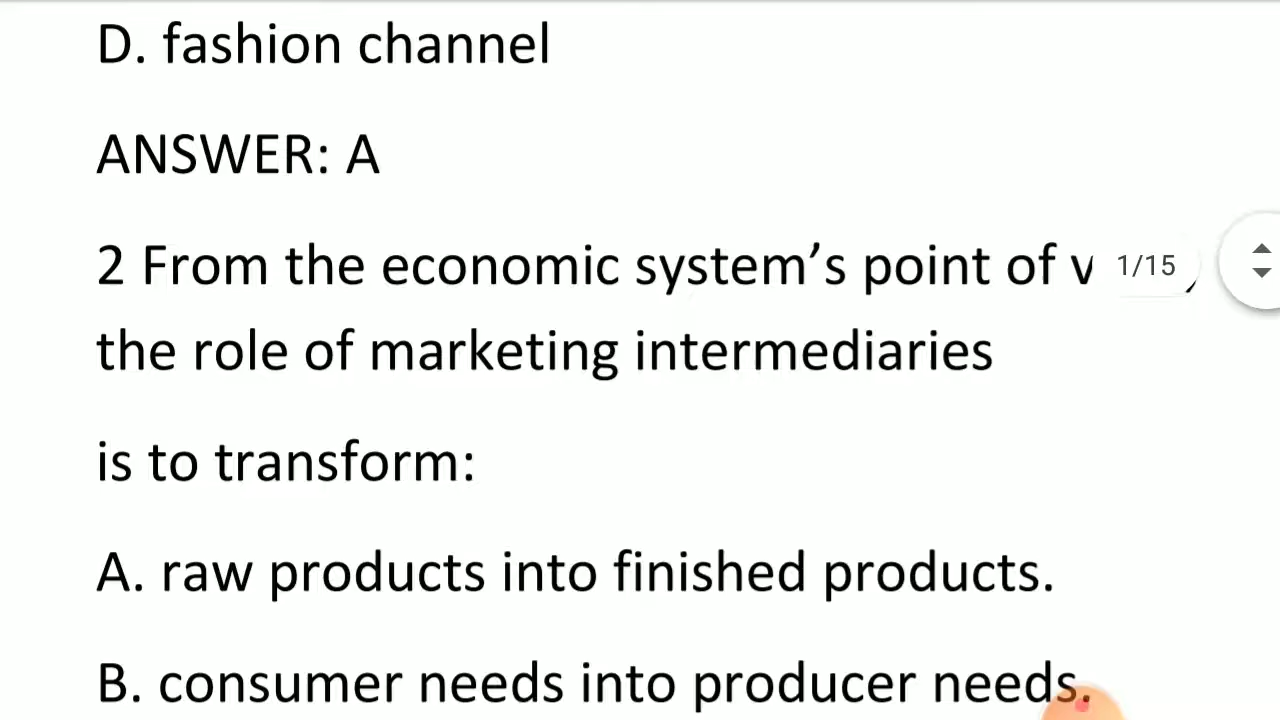 D. fashion channel
ANSWER: A
2 From the economic system’s point of
1/15
the role of marketing intermediaries
is to transform:
A. raw products into finished products.
B. consumer needs into producer needs.